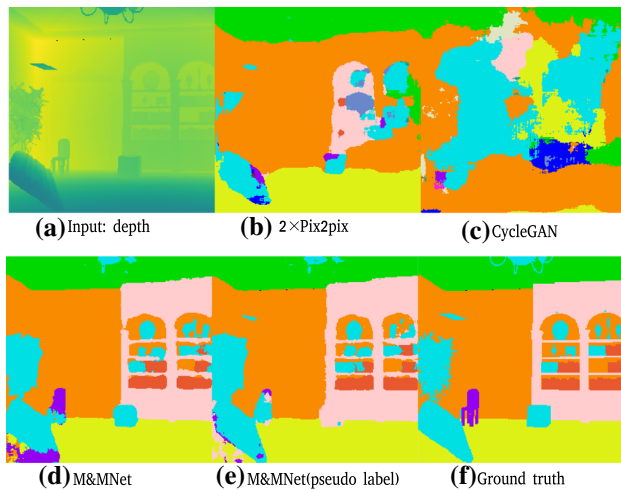 (a) Input: depth
(b) 2×Pix2pix
(c) CycleGAN
(d) M&MNet
(e) M&MNet(pseudo label)
(f) Ground truth